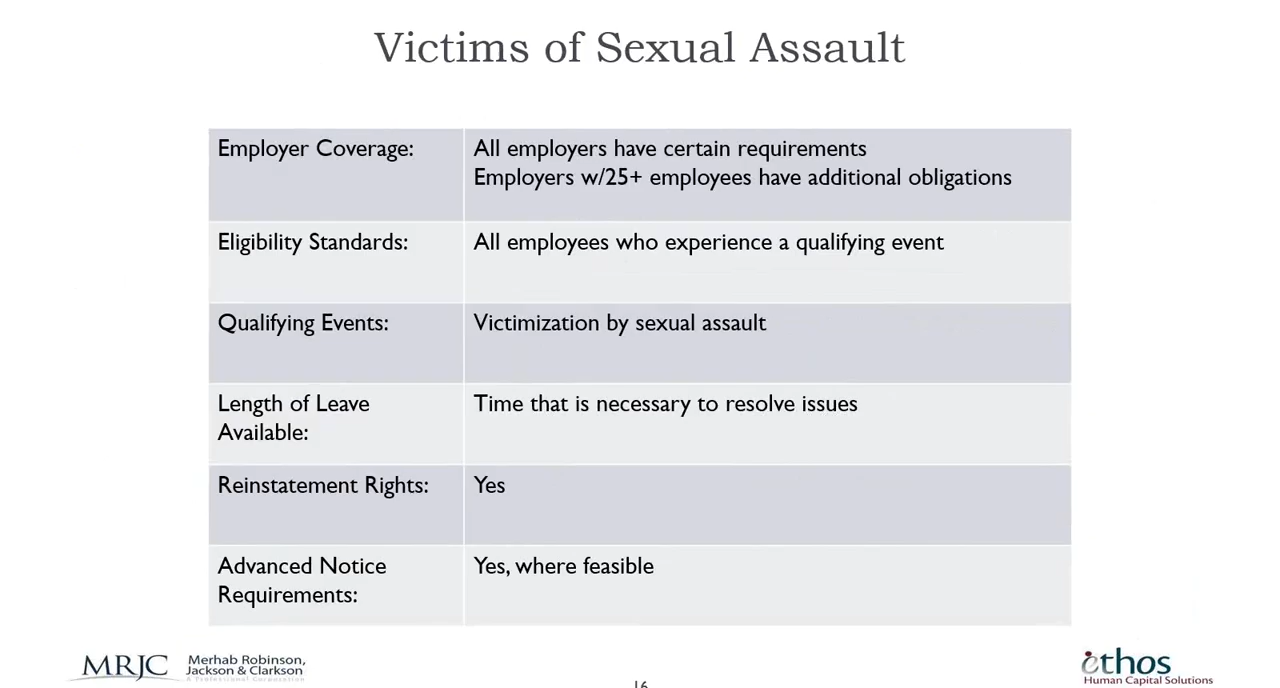 Victims of Sexual Assault
Employer Coverage:
All employers have certain requirements
Employers w/25+ employees have additional obligations
Eligibility Standards:
All employees who experience a qualifying event
Qualifying Events:
Victimization by sexual assault
Length of Leave
Available:
Time that is necessary to resolve issues
Reinstatement Rights:
Yes
Advanced Notice
Requirements:
Yes, where feasible
MRJC
Merhab Robinson,
Jackson & Clarkson
A Professional Corporation
16
ethos
Human Capital Solutions